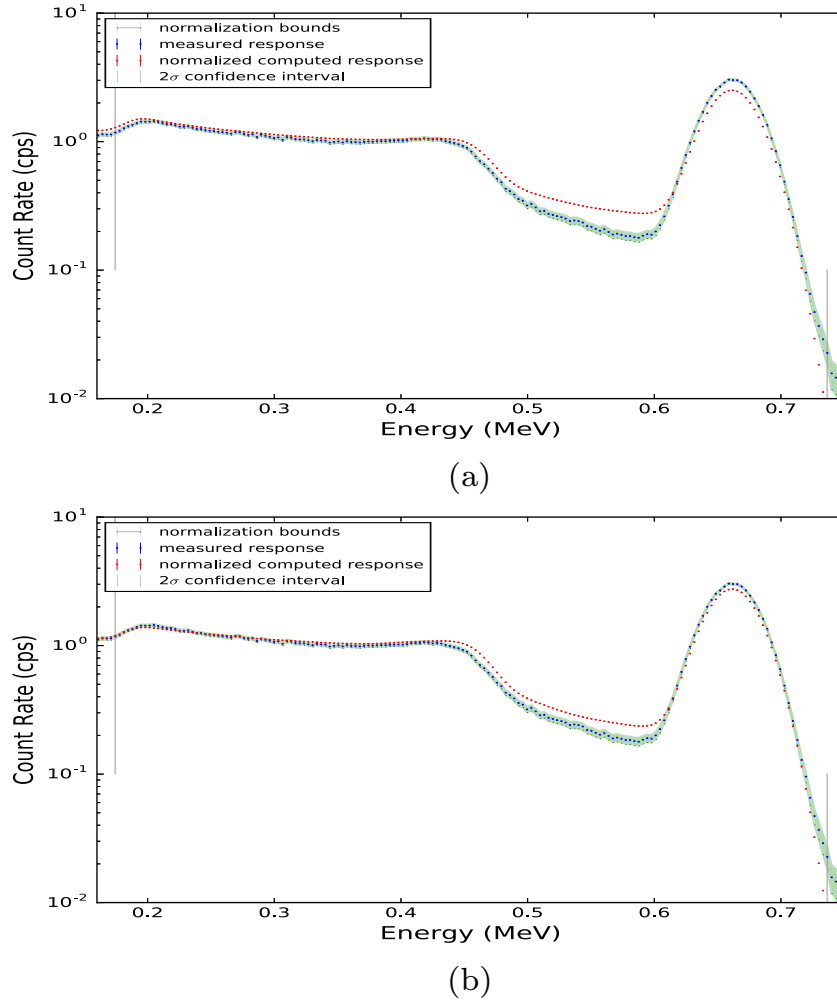 10^1
normalization bounds
measured response
normalized computed response
2σ confidence interval
10^0
10^-1
10^-2
Count Rate (cps)
0.2 0.3 0.4 0.5 0.6 0.7
Energy (MeV)
(a)
10^1
normalization bounds
measured response
normalized computed response
2σ confidence interval
10^0
10^-1
10^-2
Count Rate (cps)
0.2 0.3 0.4 0.5 0.6 0.7
Energy (MeV)
(b)